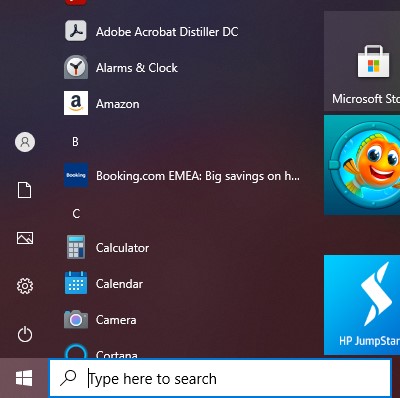 Adobe Acrobat Distiller DC
Alarms & Clock
Amazon
B
Booking.com EMEA: Big savings on h...
C
Calculator
Calendar
Camera
Cortana
Microsoft Sto
HP JumpStar
Type here to search